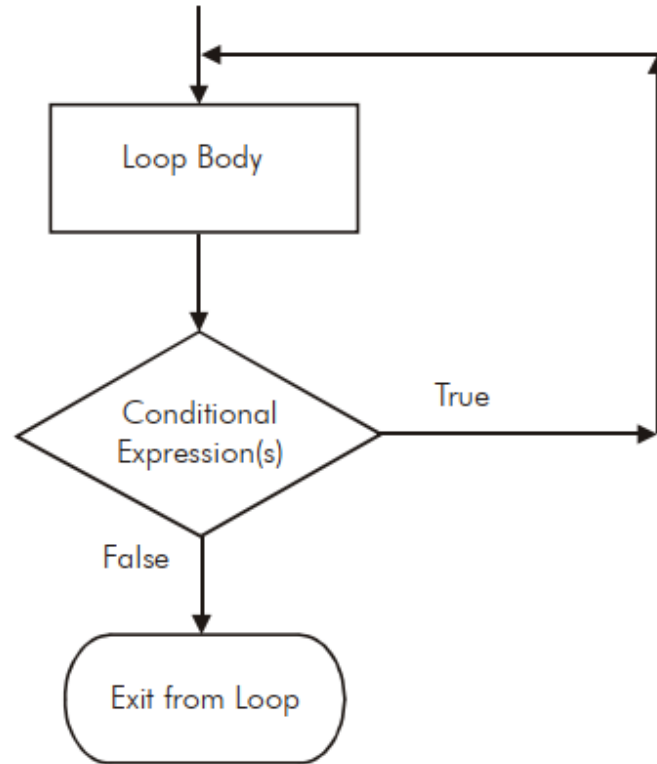 Loop Body
Conditional
Expression(s)
True
False
Exit from Loop